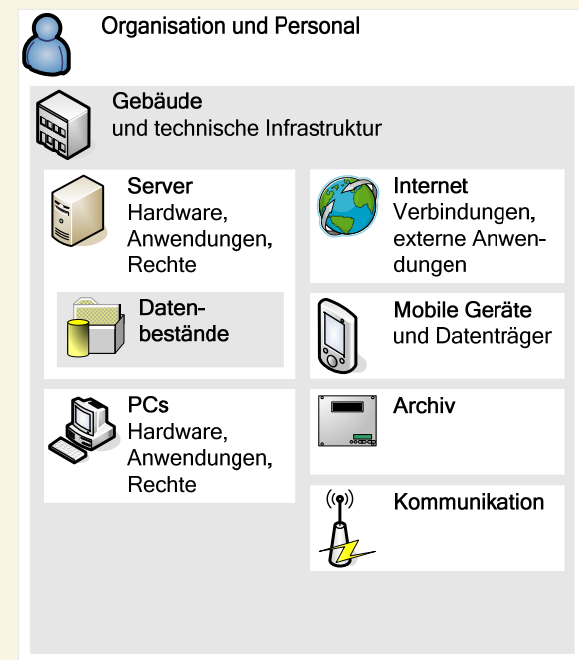 Organisation und Personal
Gebäude
und technische Infrastruktur
Server
Hardware,
Anwendungen,
Rechte
Daten-
bestände
PCs
Hardware,
Anwendungen,
Rechte
Internet
Verbindungen,
externe Anwen-
dungen
Mobile Geräte
und Datenträger
Archiv
Kommunikation